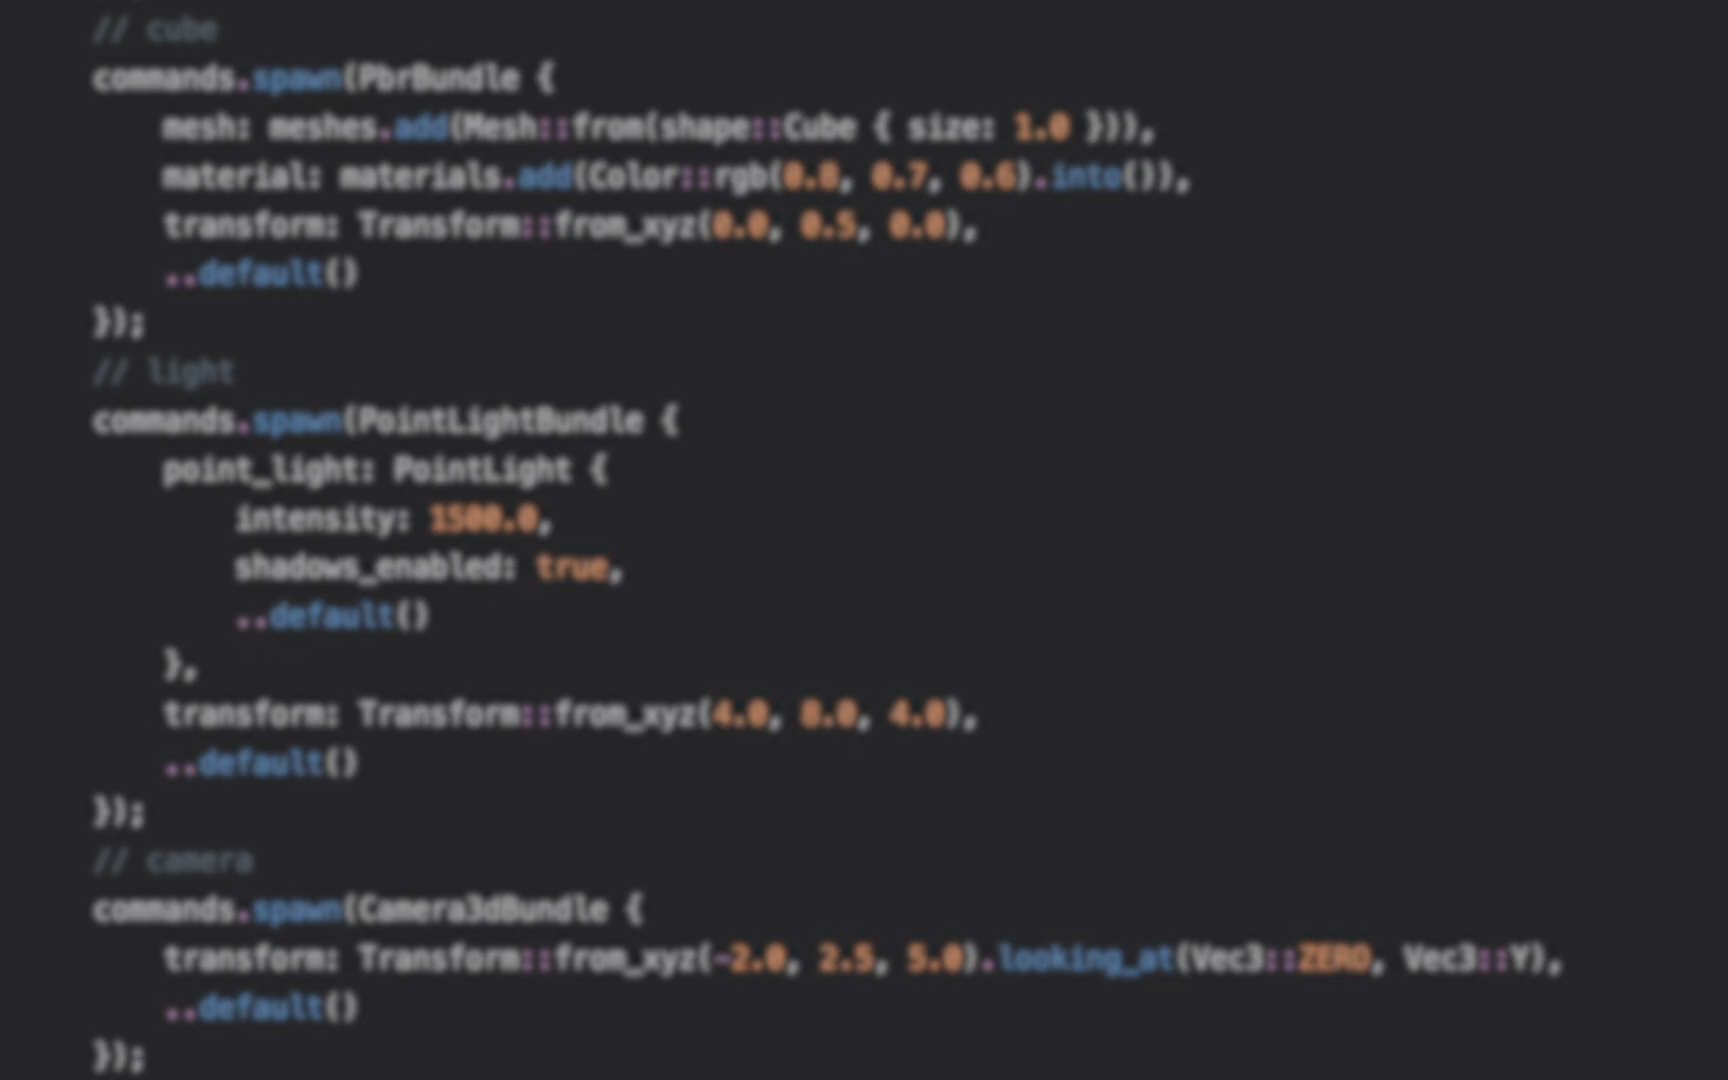 // cube
commands.spawn(PbrBundle {
    mesh: meshes.add(Mesh::from(shape::Cube { size: 1.0 })),
    material: materials.add(Color::rgb(0.8, 0.7, 0.6).into()),
    transform: Transform::from_xyz(0.0, 0.5, 0.0),
    ..default()
});
// light
commands.spawn(PointLightBundle {
    point_light: PointLight {
        intensity: 1500.0,
        shadows_enabled: true,
        ..default()
    },
    transform: Transform::from_xyz(4.0, 8.0, 4.0),
    ..default()
});
// camera
commands.spawn(Camera3dBundle {
    transform: Transform::from_xyz(-2.0, 2.5, 5.0).looking_at(Vec3::ZERO, Vec3::Y),
    ..default()
});